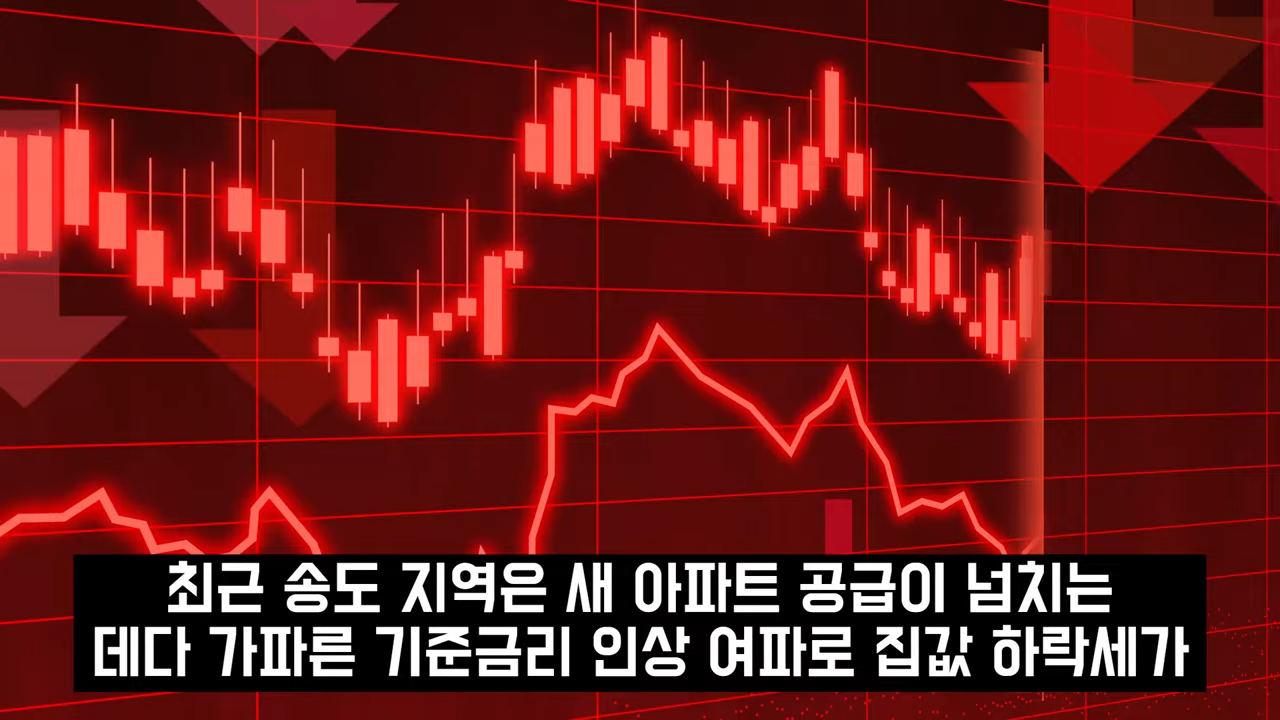 최근 송도 지역은 새 아파트 공급이 넘치는
데다 가파른 기준금리 인상 여파로 집값 하락세가